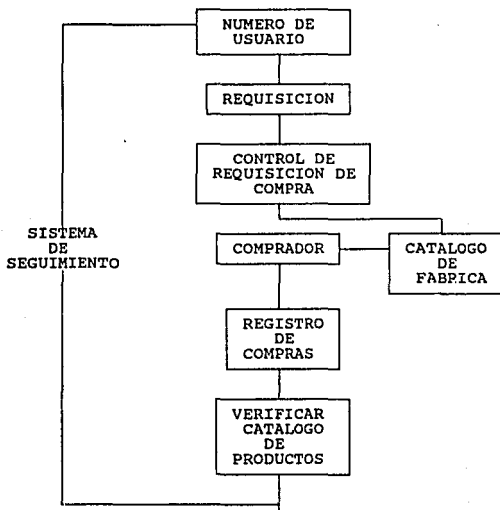 NUMERO DE
USUARIO
REQUISICION
CONTROL DE
REQUISICION DE
COMPRA
SISTEMA
DE
SEGUIMIENTO
COMPRADOR
CATALOGO
DE
FABRICA
REGISTRO
DE
COMPRAS
VERIFICAR
CATALOGO
DE
PRODUCTOS